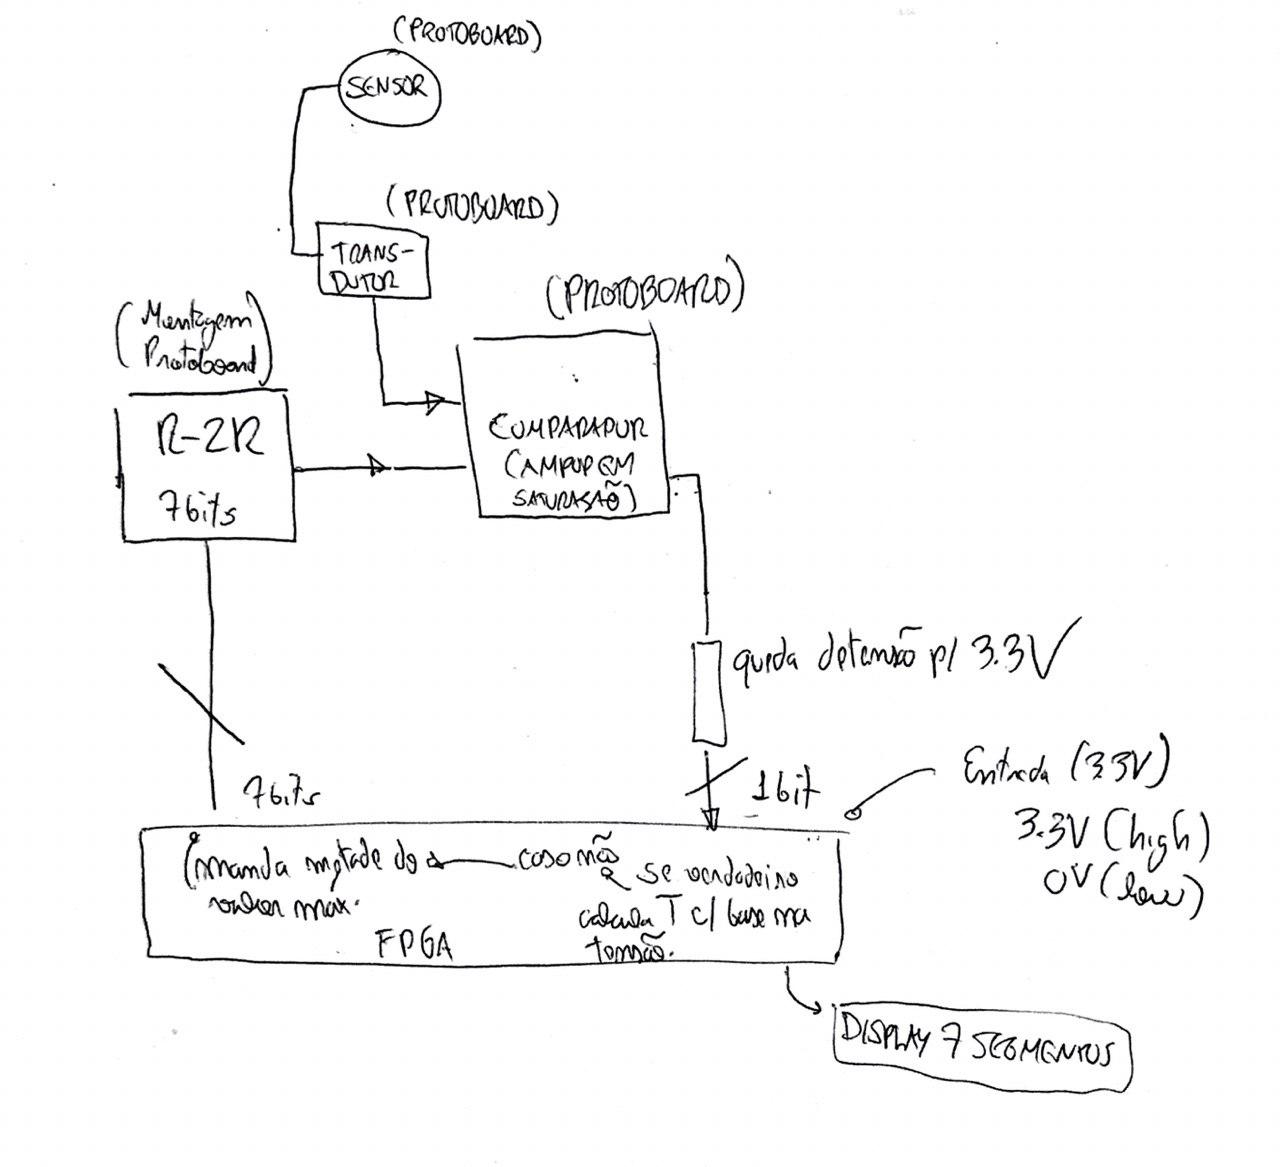 (PROTOBOARD)
SENSOR
(PROTOBOARD)
TRANS-
DUTOR
(PROTOBOARD)
(Montagem
Protoboard)
R-2R
7bits
COMPARADOR
(AMPOP EM
SATURASÃO)
queda detensão p/ 3.3V
7bits
1bit
Entrada (3.3V)
3.3V (high)
0V (low)
(manda metade do
valor max.
caso não
se verdadeiro
calcula T c/ base na
tensão.
FPGA
DISPLAY 7 SEGMENTOS